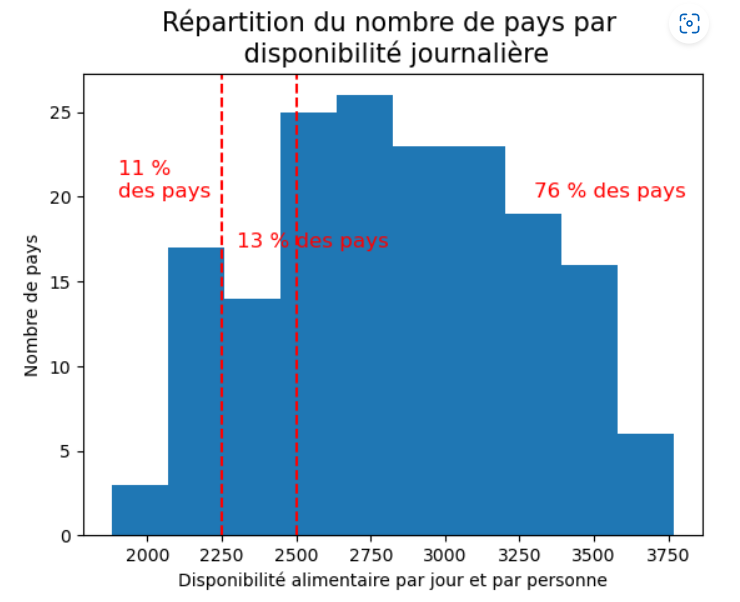 Répartition du nombre de pays par
disponibilité journalière
Nombre de pays
25
20
15
10
5
0
11 %
des pays
13 % des pays
76 % des pays
2000 2250 2500 2750 3000 3250 3500 3750
Disponibilité alimentaire par jour et par personne